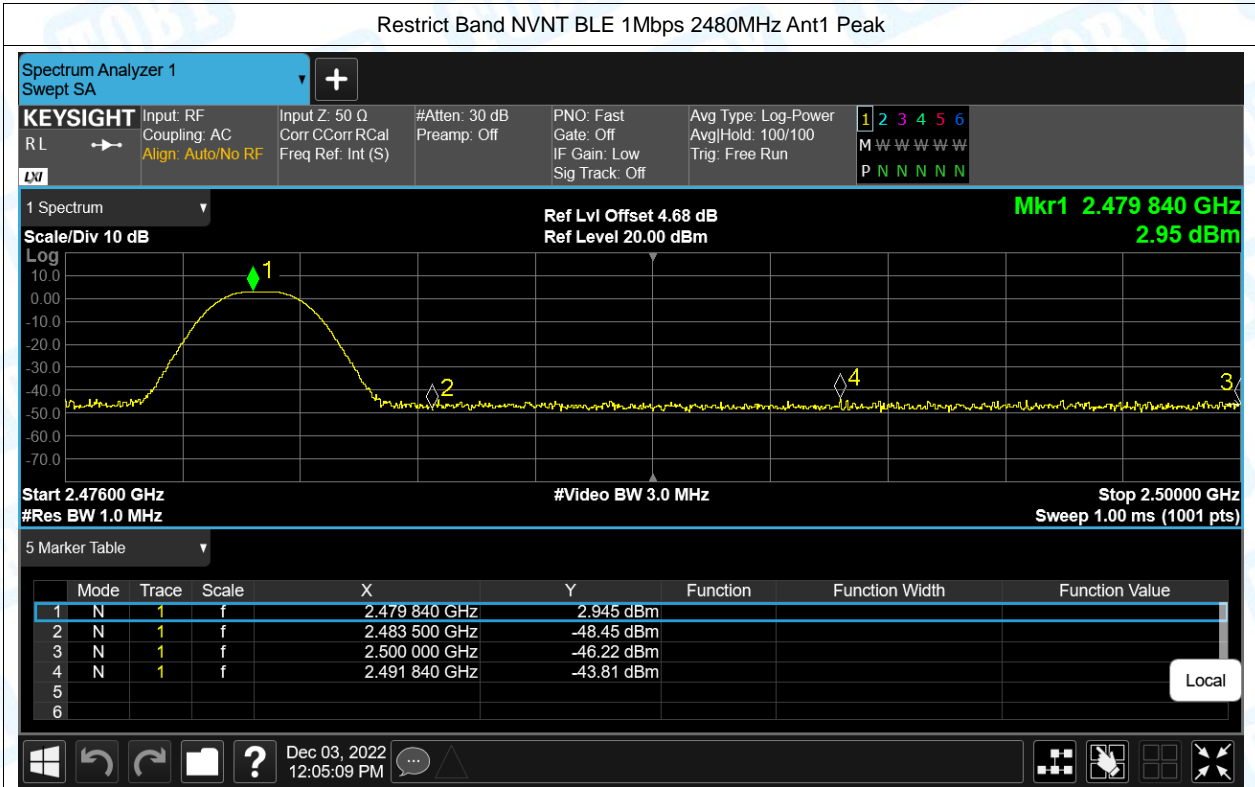 Restrict Band NVNT BLE 1Mbps 2480MHz Ant1 Peak
Spectrum Analyzer 1
Swept SA
+
KEYSIGHT
RL
LXI
Input: RF
Coupling: AC
Align: Auto/No RF
Input Z: 50 Ω
Corr CCorr RCal
Freq Ref: Int (S)
#Atten: 30 dB
Preamp: Off
PNO: Fast
Gate: Off
IF Gain: Low
Sig Track: Off
Avg Type: Log-Power
Avg|Hold: 100/100
Trig: Free Run
1 2 3 4 5 6
M W W W W W
P N N N N N
1 Spectrum
Scale/Div 10 dB
Ref Lvl Offset 4.68 dB
Ref Level 20.00 dBm
Mkr1 2.479 840 GHz
2.95 dBm
Log
10.0
0.00
-10.0
-20.0
-30.0
-40.0
-50.0
-60.0
-70.0
1
2
4
3
Start 2.47600 GHz
#Video BW 3.0 MHz
Stop 2.50000 GHz
#Res BW 1.0 MHz
Sweep 1.00 ms (1001 pts)
5 Marker Table
Mode Trace Scale X Y Function Function Width Function Value
1 N 1 f 2.479 840 GHz 2.945 dBm
2 N 1 f 2.483 500 GHz -48.45 dBm
3 N 1 f 2.500 000 GHz -46.22 dBm
4 N 1 f 2.491 840 GHz -43.81 dBm
5
6
Local
?
Dec 03, 2022
12:05:09 PM